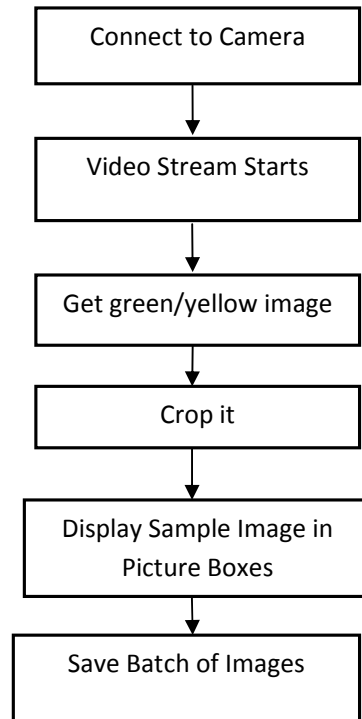 Connect to Camera
Video Stream Starts
Get green/yellow image
Crop it
Display Sample Image in
Picture Boxes
Save Batch of Images